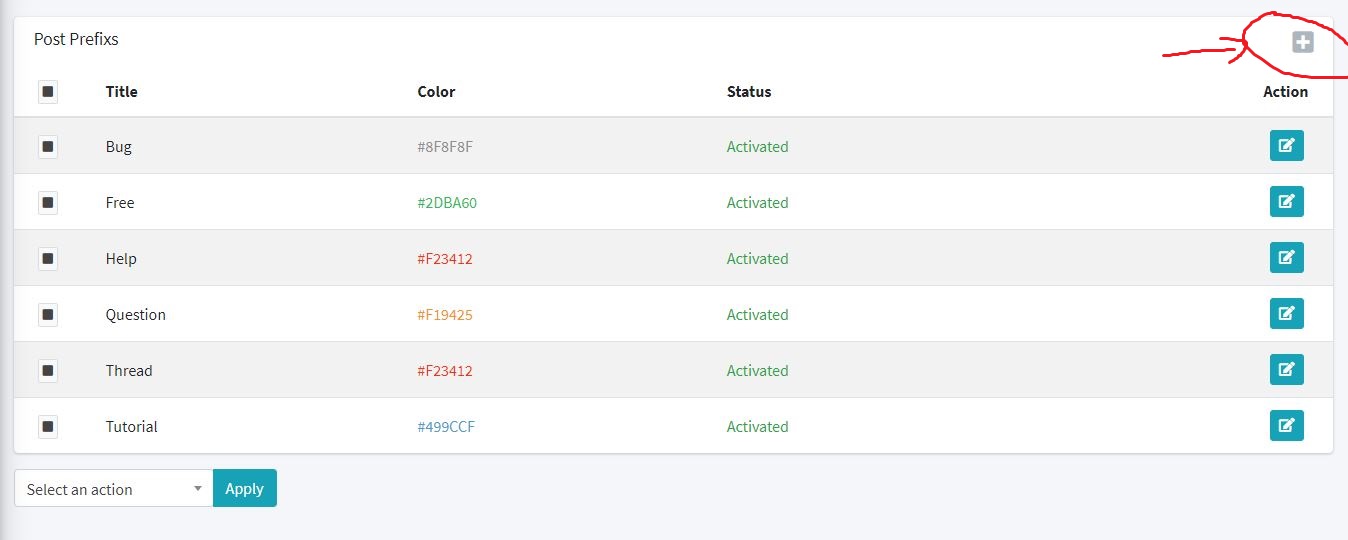 Post Prefixs
Title Color Status Action
Bug #8F8F8F Activated
Free #2DBA60 Activated
Help #F23412 Activated
Question #F19425 Activated
Thread #F23412 Activated
Tutorial #499CCF Activated
Select an action Apply